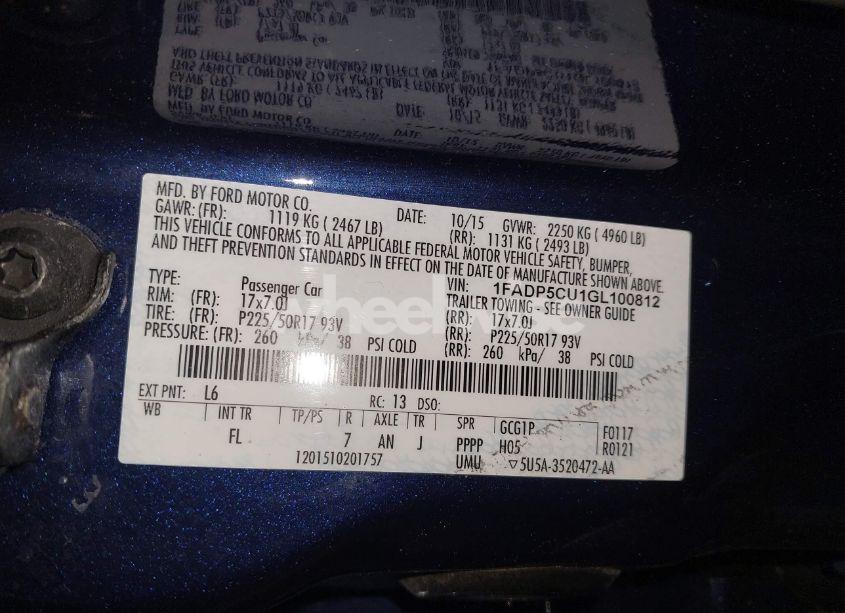 MFD. BY FORD MOTOR CO. DATE: 10/15 GVWR: 2250 KG ( 4960 LB)
GAWR: (FR): 1119 KG ( 2467 LB) (RR): 1131 KG ( 2493 LB)
THIS VEHICLE CONFORMS TO ALL APPLICABLE FEDERAL MOTOR VEHICLE SAFETY, BUMPER,
AND THEFT PREVENTION STANDARDS IN EFFECT ON THE DATE OF MANUFACTURE SHOWN ABOVE.
TYPE: Passenger Car VIN: 1FADP5CU1GL100812
TRAILER TOWING - SEE OWNER GUIDE
RIM: (FR): 17x7.0J (RR): 17x7.0J
TIRE: (FR): P225/50R17 93V (RR): P225/50R17 93V
PRESSURE: (FR): 260 kPa/ 38 PSI COLD (RR): 260 kPa/ 38 PSI COLD
EXT PNT: L6 RC: 13 DSO:
WB INT TR TP/PS R AXLE TR SPR GCG1P F0117
FL 7 AN J PPPP H05 R0121
1201510201757 UMU ▽5U5A-3520472-AA